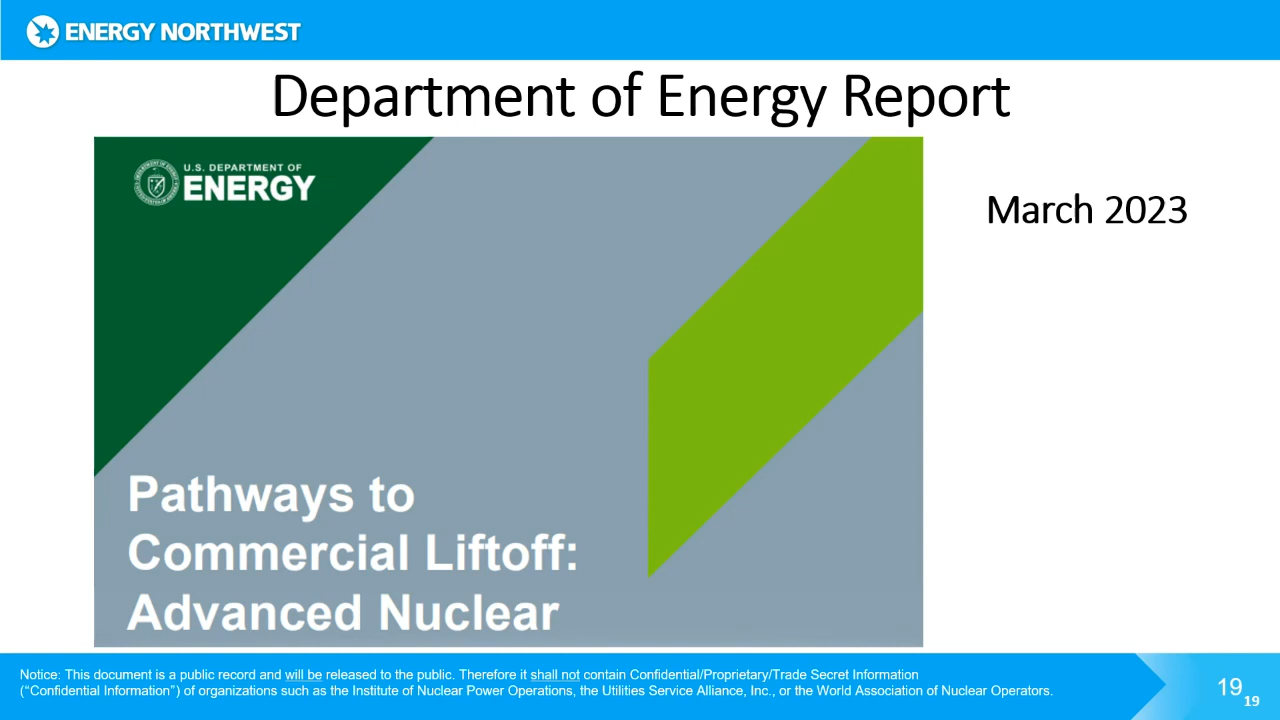 ENERGY NORTHWEST
Department of Energy Report
U.S. DEPARTMENT OF
ENERGY
March 2023
Pathways to
Commercial Liftoff:
Advanced Nuclear
Notice: This document is a public record and will be released to the public. Therefore it shall not contain Confidential/Proprietary/Trade Secret Information
(“Confidential Information”) of organizations such as the Institute of Nuclear Power Operations, the Utilities Service Alliance, Inc., or the World Association of Nuclear Operators.
19
19